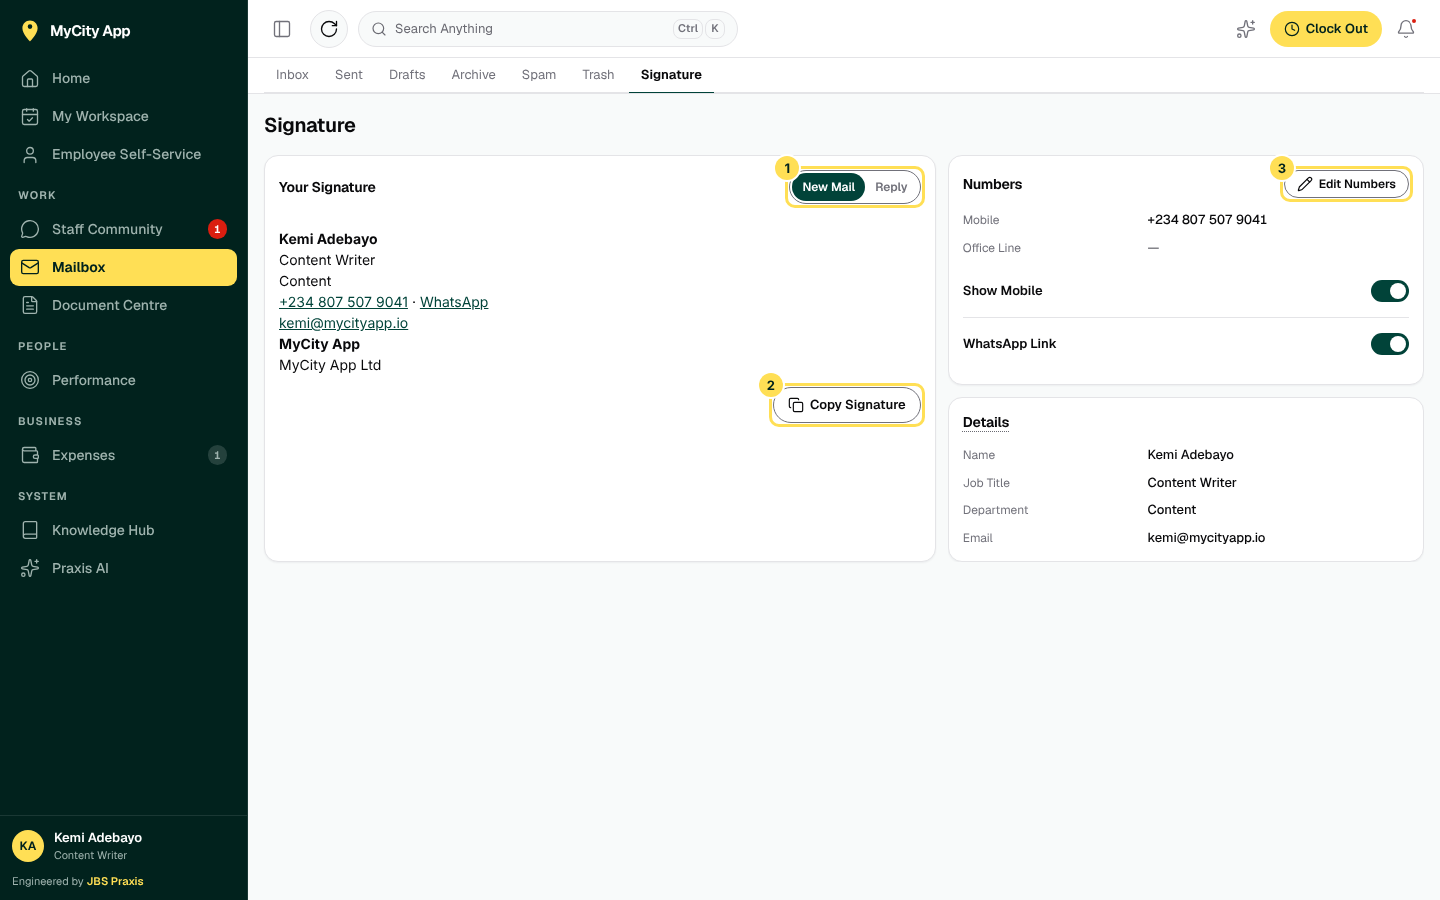 MyCity App
Home
My Workspace
Employee Self-Service
WORK
Staff Community 1
Mailbox
Document Centre
PEOPLE
Performance
BUSINESS
Expenses 1
SYSTEM
Knowledge Hub
Praxis AI
KA
Kemi Adebayo
Content Writer
Engineered by JBS Praxis
Search Anything Ctrl K
Clock Out
Inbox Sent Drafts Archive Spam Trash Signature
Signature
Your Signature
1
New Mail Reply
Kemi Adebayo
Content Writer
Content
+234 807 507 9041 · WhatsApp
kemi@mycityapp.io
MyCity App
MyCity App Ltd
2
Copy Signature
Numbers
3
Edit Numbers
Mobile +234 807 507 9041
Office Line —
Show Mobile
WhatsApp Link
Details
Name Kemi Adebayo
Job Title Content Writer
Department Content
Email kemi@mycityapp.io